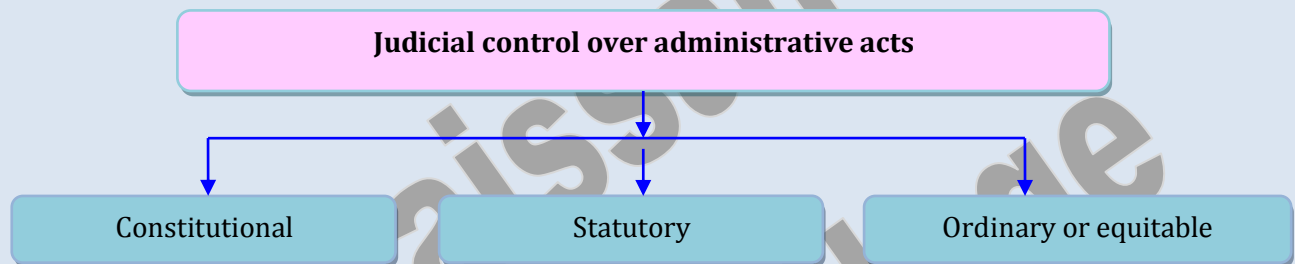 Judicial control over administrative acts
Constitutional
Statutory
Ordinary or equitable